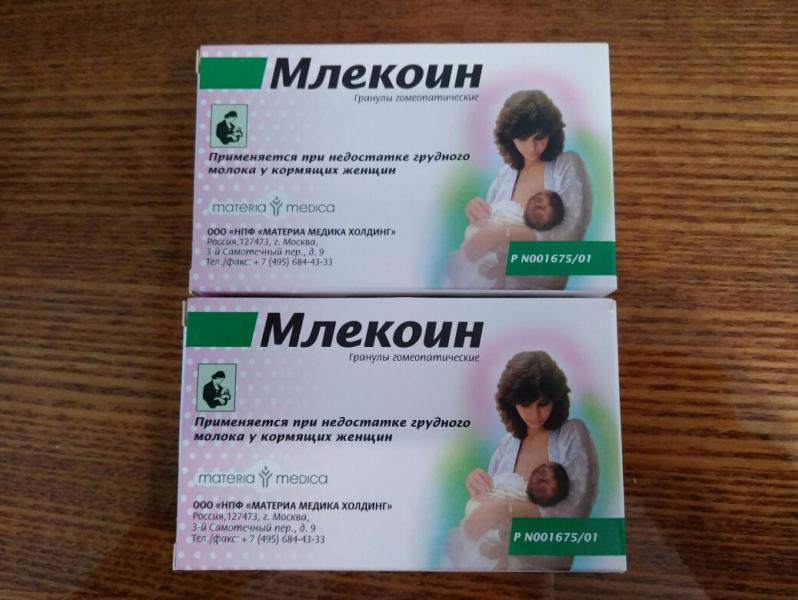 Млекоин
Гранулы гомеопатические
Применяется при недостатке грудного
молока у кормящих женщин
materia medica
ООО «НПФ «МАТЕРИА МЕДИКА ХОЛДИНГ»
Россия,127473, г. Москва,
3-й Самотечный пер., д. 9
Тел./факс: + 7 (495) 684-43-33
Р N001675/01
Млекоин
Гранулы гомеопатические
Применяется при недостатке грудного
молока у кормящих женщин
materia medica
ООО «НПФ «МАТЕРИА МЕДИКА ХОЛДИНГ»
Россия,127473, г. Москва,
3-й Самотечный пер., д. 9
Тел./факс: + 7 (495) 684-43-33
Р N001675/01